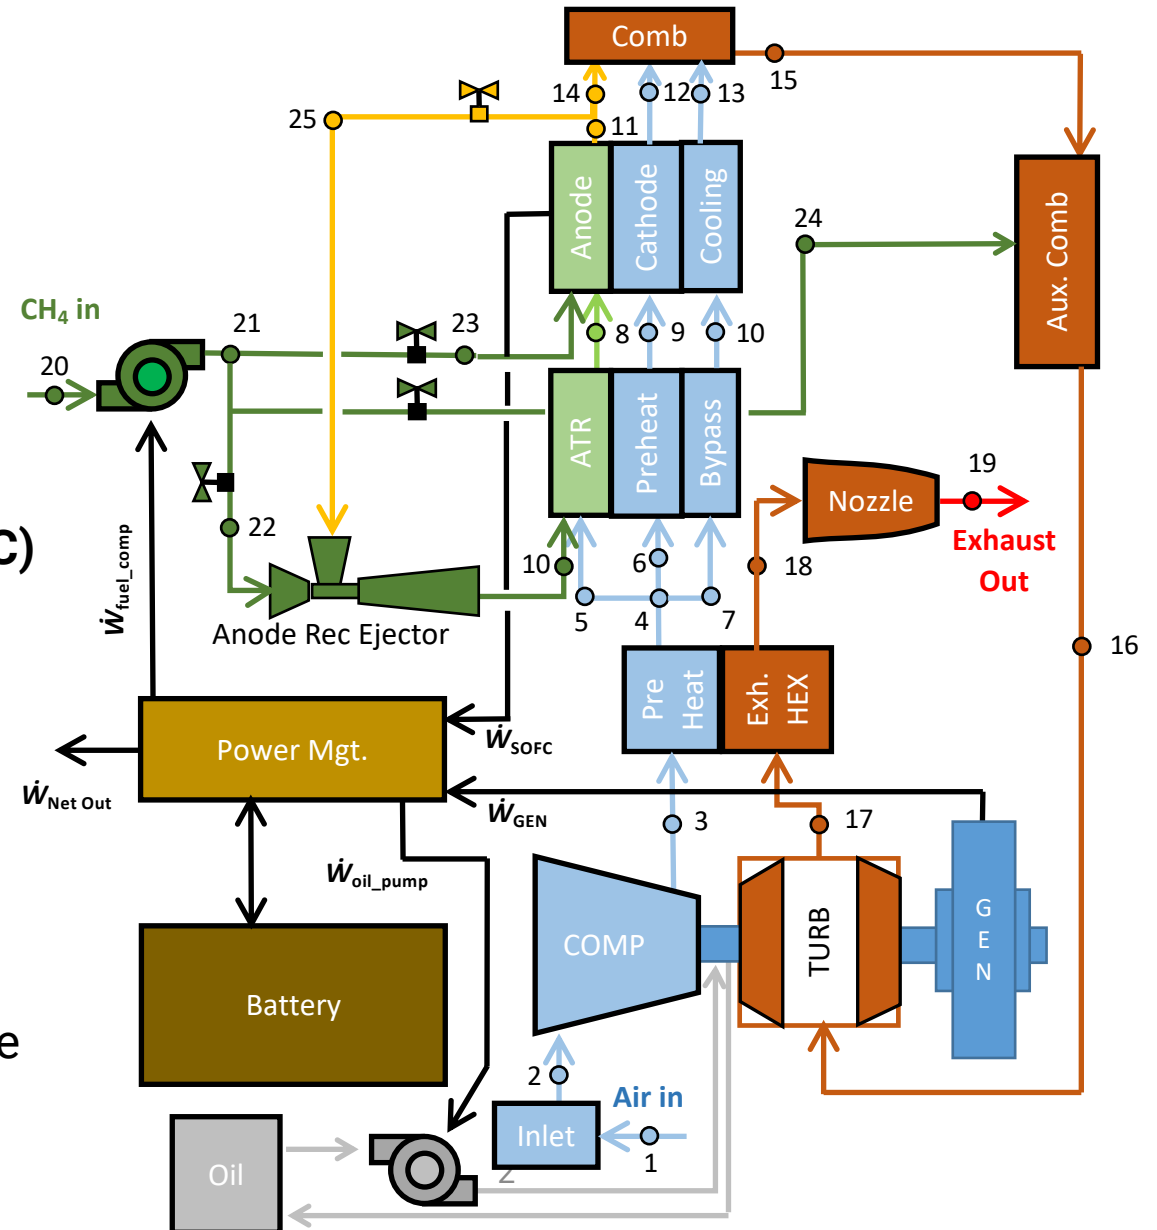 Comb
15
14
12
13
25
11
Anode
Cathode
Cooling
24
Aux. Comb
CH4 in
21
23
8
9
10
20
ATR
Preheat
Bypass
19
Nozzle
C)
22
Exhaust
Out
10
6
18
Ẇfuel_comp
5
4
7
Anode Rec Ejector
16
Pre
Heat
Exh.
HEX
Power Mgt.
ẆSOFC
ẆNet Out
ẆGEN
3
17
Ẇoil_pump
COMP
TURB
GEN
Battery
e
2
Air in
Inlet
1
Oil